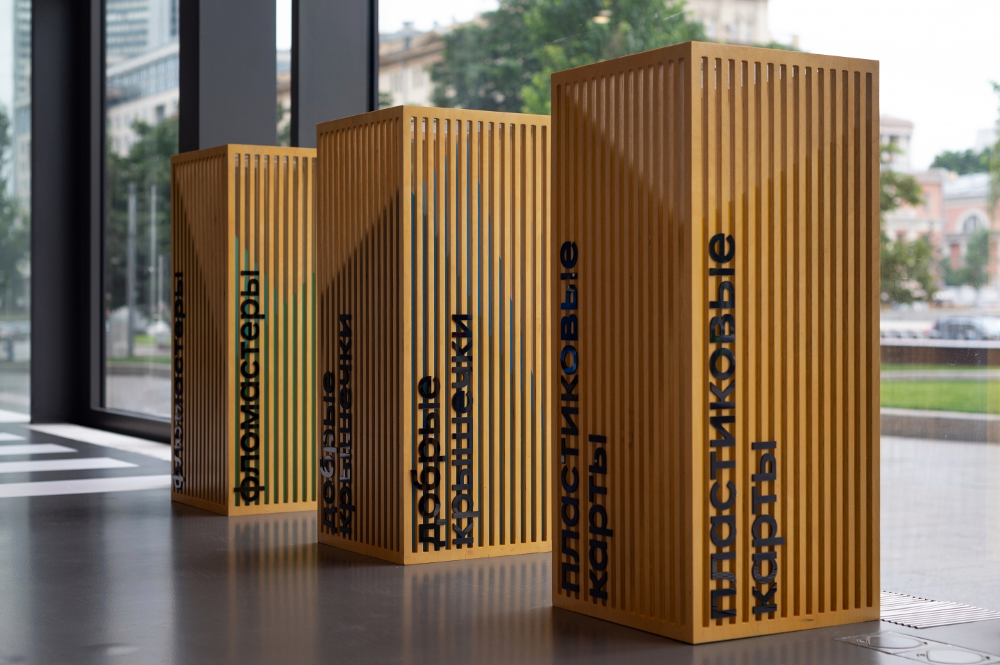 фломастеры
фломастеры
добрые
крышечки
добрые
крышечки
пластиковые
карты
пластиковые
карты